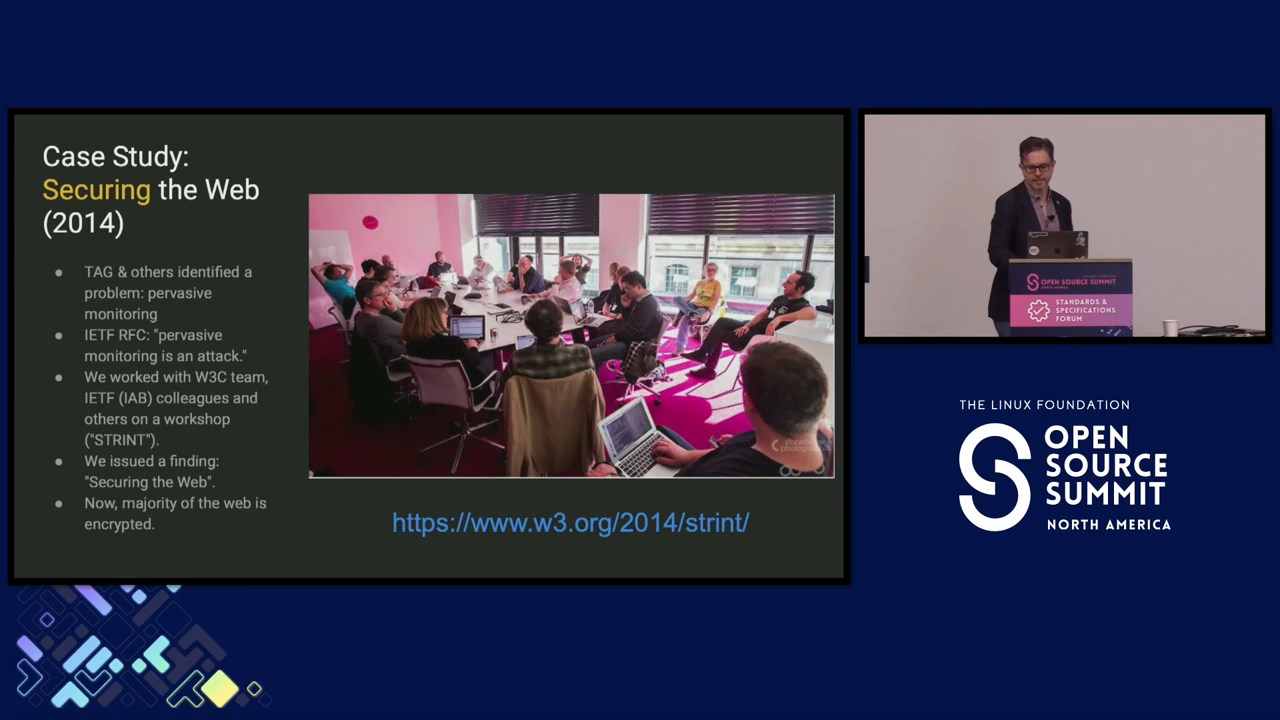 Case Study:
Securing the Web
(2014)
● TAG & others identified a
problem: pervasive
monitoring
● IETF RFC: "pervasive
monitoring is an attack."
● We worked with W3C team,
IETF (IAB) colleagues and
others on a workshop
("STRINT").
● We issued a finding:
"Securing the Web".
● Now, majority of the web is
encrypted.
https://www.w3.org/2014/strint/
OPEN SOURCE SUMMIT
NORTH AMERICA
STANDARDS &
SPECIFICATIONS
FORUM
THE LINUX FOUNDATION
OPEN
SOURCE
SUMMIT
NORTH AMERICA